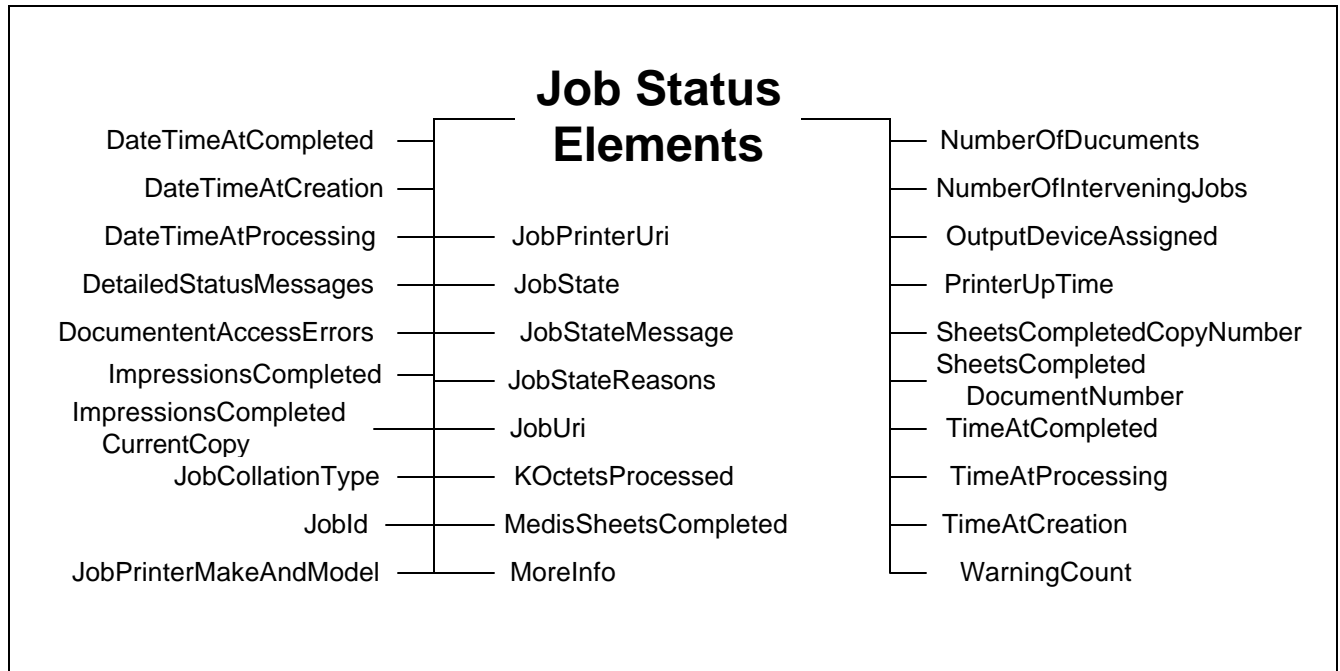 Job Status
Elements
DateTimeAtCompleted
DateTimeAtCreation
DateTimeAtProcessing
DetailedStatusMessages
DocumententAccessErrors
ImpressionsCompleted
ImpressionsCompleted
CurrentCopy
JobCollationType
JobId
JobPrinterMakeAndModel
JobPrinterUri
JobState
JobStateMessage
JobStateReasons
JobUri
KOctetsProcessed
MedisSheetsCompleted
MoreInfo
NumberOfDucuments
NumberOfInterveningJobs
OutputDeviceAssigned
PrinterUpTime
SheetsCompletedCopyNumber
SheetsCompleted
DocumentNumber
TimeAtCompleted
TimeAtProcessing
TimeAtCreation
WarningCount